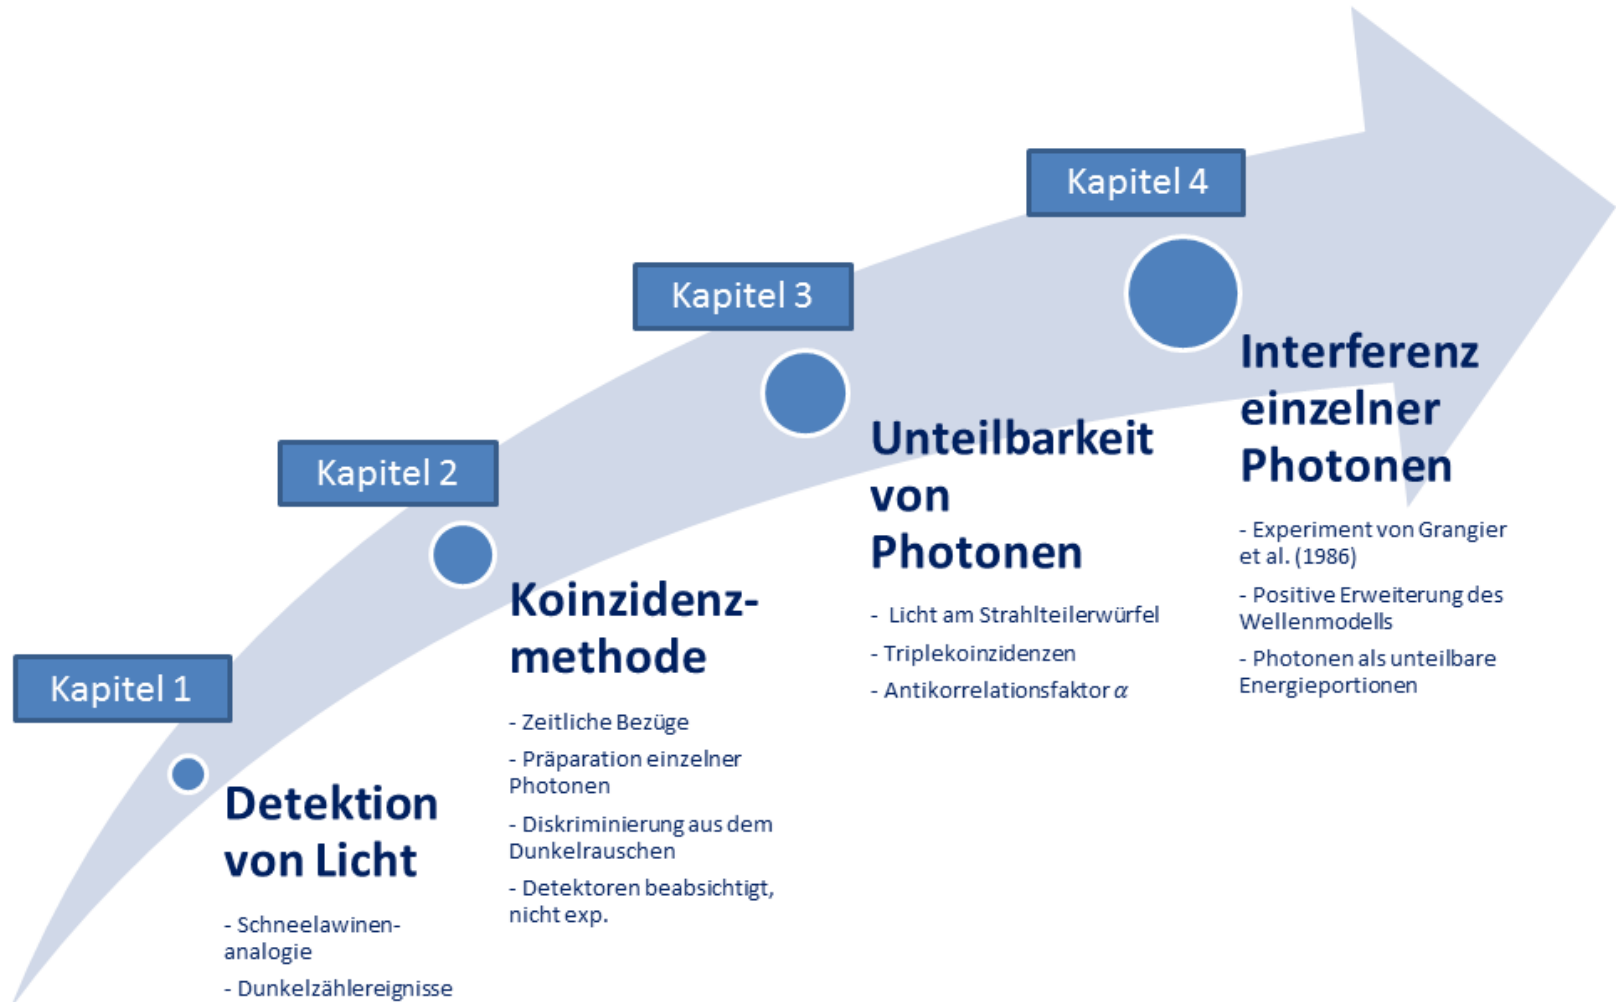 Kapitel 1
Detektion
von Licht
- Schneelawinen-
analogie
- Dunkelzählereignisse
Kapitel 2
Koinzidenz-
methode
- Zeitliche Bezüge
- Präparation einzelner
Photonen
- Diskriminierung aus dem
Dunkelrauschen
- Detektoren beabsichtigt,
nicht exp.
Kapitel 3
Unteilbarkeit
von
Photonen
- Licht am Strahlteilerwürfel
- Triplekoinzidenzen
- Antikorrelationsfaktor α
Kapitel 4
Interferenz
einzelner
Photonen
- Experiment von Grangier
et al. (1986)
- Positive Erweiterung des
Wellenmodells
- Photonen als unteilbare
Energieportionen